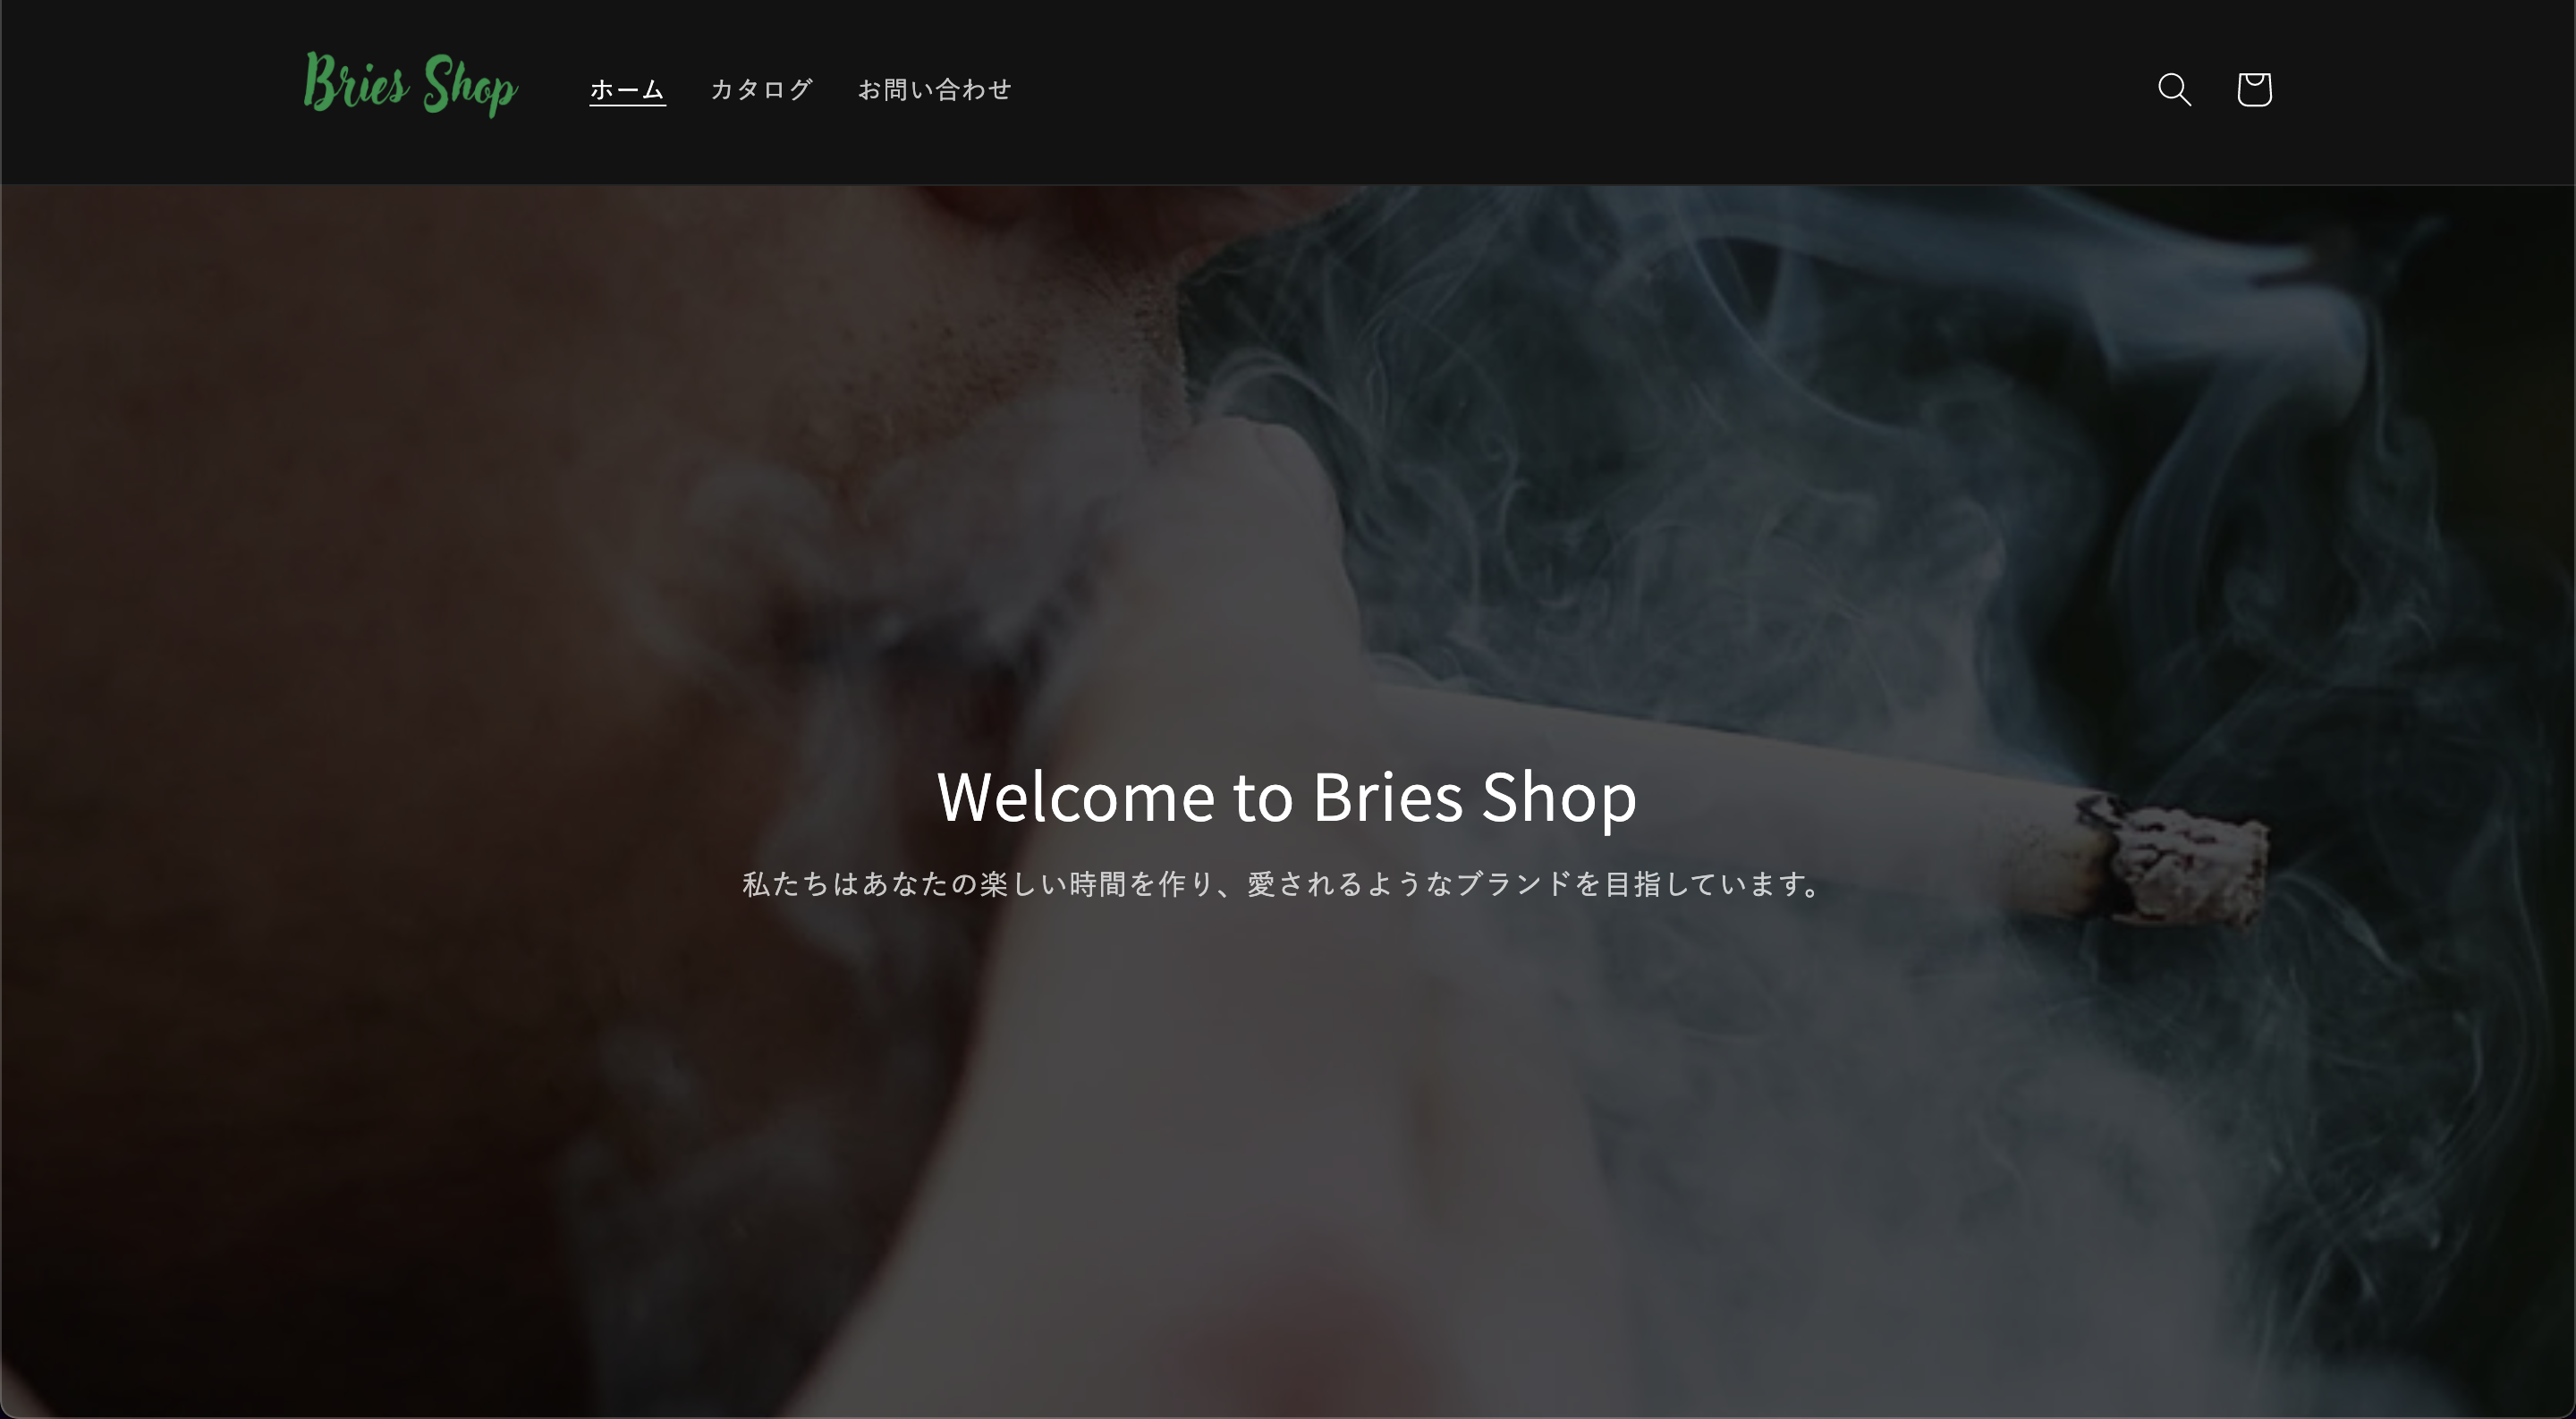 Bries Shop
ホーム
カタログ
お問い合わせ
Welcome to Bries Shop
私たちはあなたの楽しい時間を作り、愛されるようなブランドを目指しています。